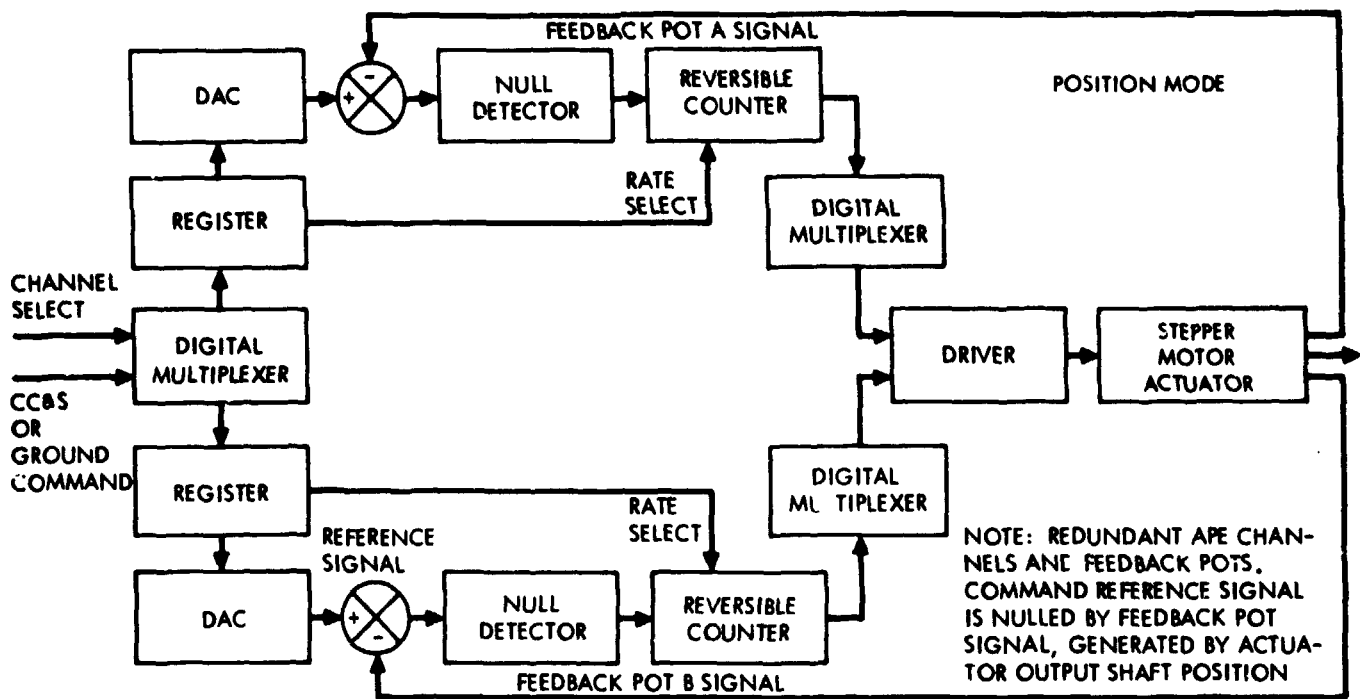 FEEDBACK POT A SIGNAL
POSITION MODE
DAC
+
-
NULL
DETECTOR
REVERSIBLE
COUNTER
RATE
SELECT
REGISTER
DIGITAL
MULTIPLEXER
CHANNEL
SELECT
DIGITAL
MULTIPLEXER
CC&S
OR
GROUND
COMMAND
DRIVER
STEPPER
MOTOR
ACTUATOR
REGISTER
RATE
SELECT
DIGITAL
REFERENCE
SIGNAL
DAC
+
-
NULL
DETECTOR
REVERSIBLE
COUNTER
FEEDBACK POT B SIGNAL
NOTE: REDUNDANT APE CHAN-
NELS AND FEEDBACK POTS.
COMMAND REFERENCE SIGNAL
IS NULLED BY FEEDBACK POT
SIGNAL, GENERATED BY ACTUA-
TOR OUTPUT SHAFT POSITION